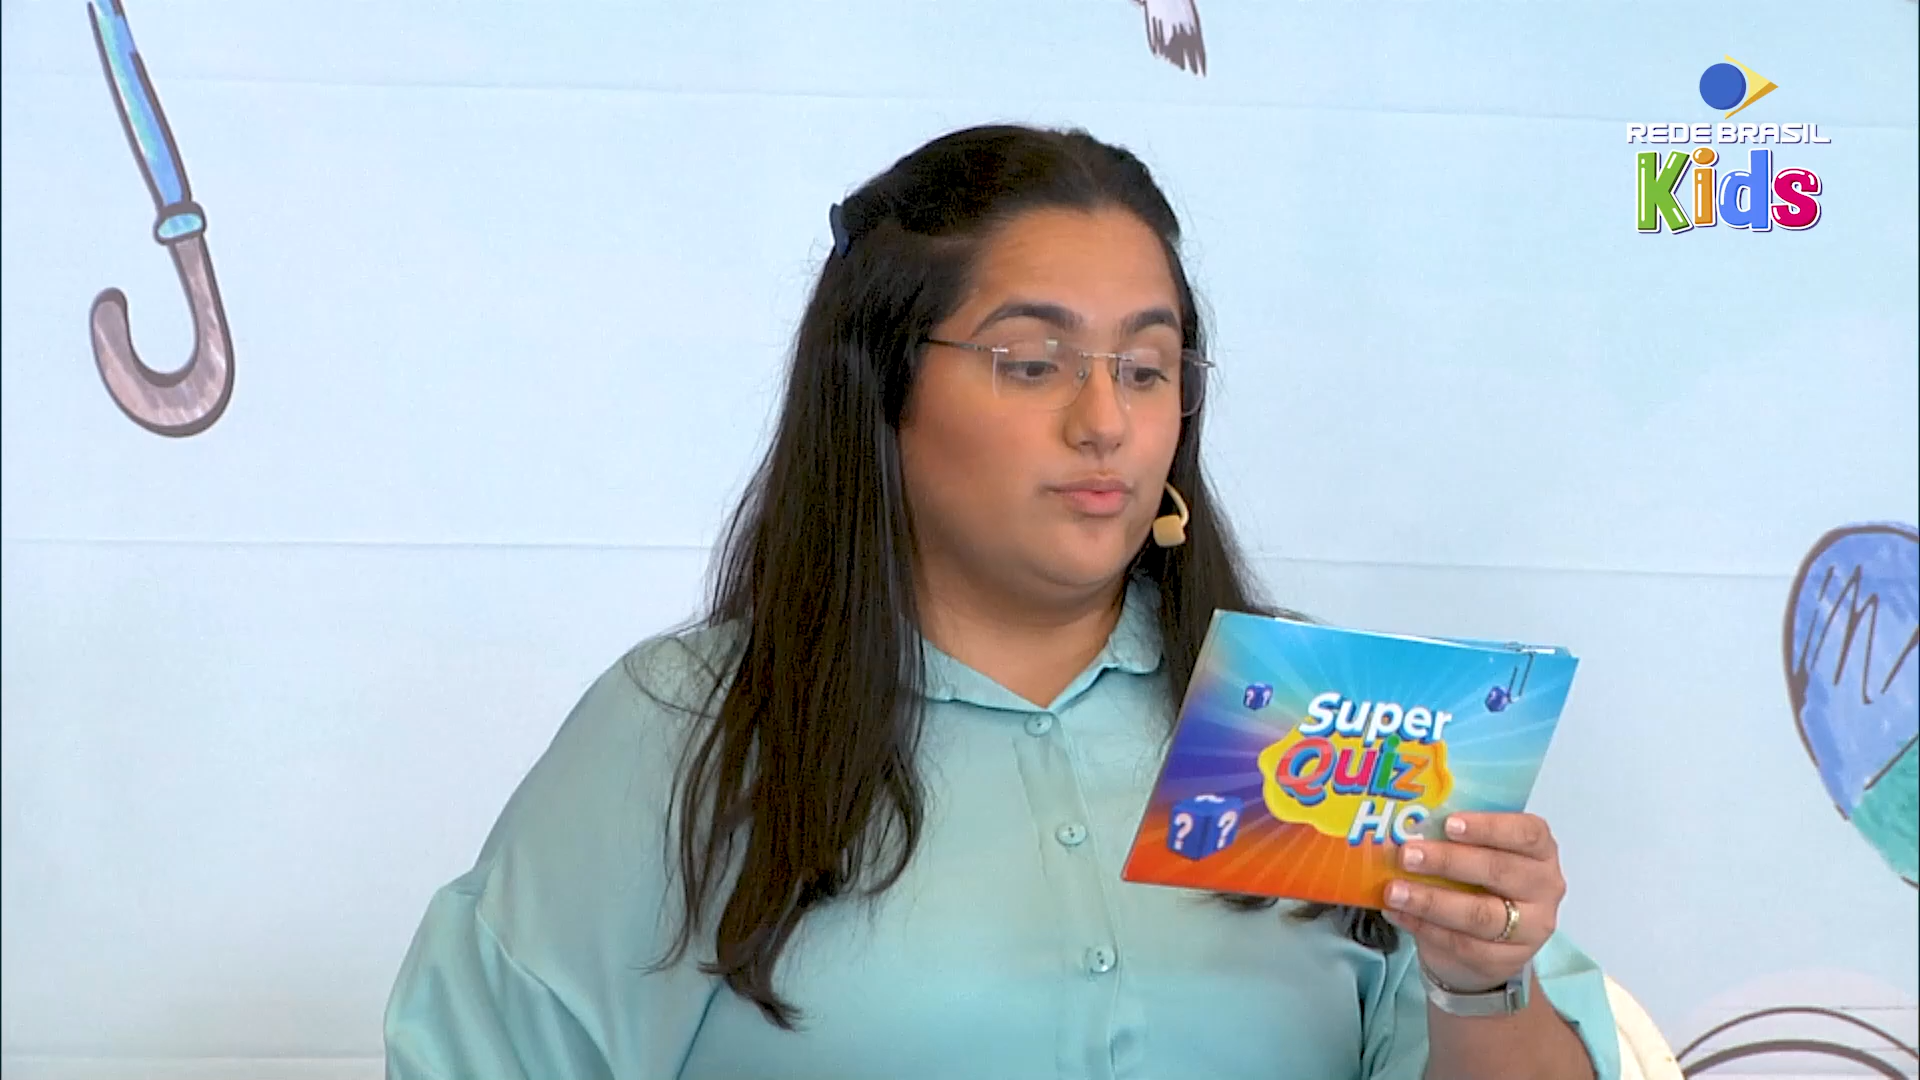 REDE BRASIL
Kids
Super
Quiz
HC
? ?
? ?
?